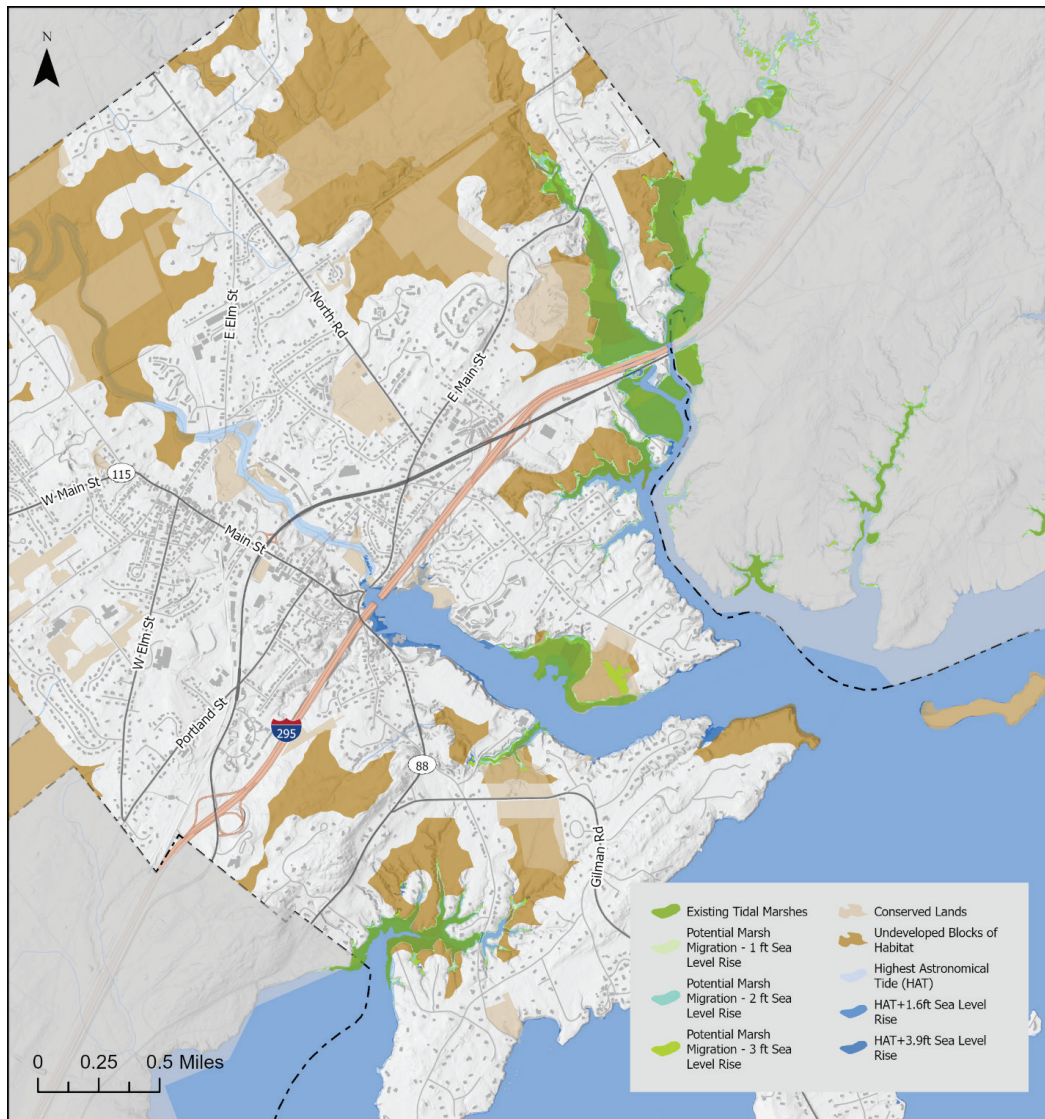 N
E Elm St
North Rd
E Main St
115
W Main St
Main St
W Elm St
Portland St
295
88
Gilman Rd
Existing Tidal Marshes
Potential Marsh
Migration - 1 ft Sea
Level Rise
Potential Marsh
Migration - 2 ft Sea
Level Rise
Potential Marsh
Migration - 3 ft Sea
Level Rise
Conserved Lands
Undeveloped Blocks of
Habitat
Highest Astronomical
Tide (HAT)
HAT+1.6ft Sea Level
Rise
HAT+3.9ft Sea Level
Rise
0 0.25 0.5 Miles